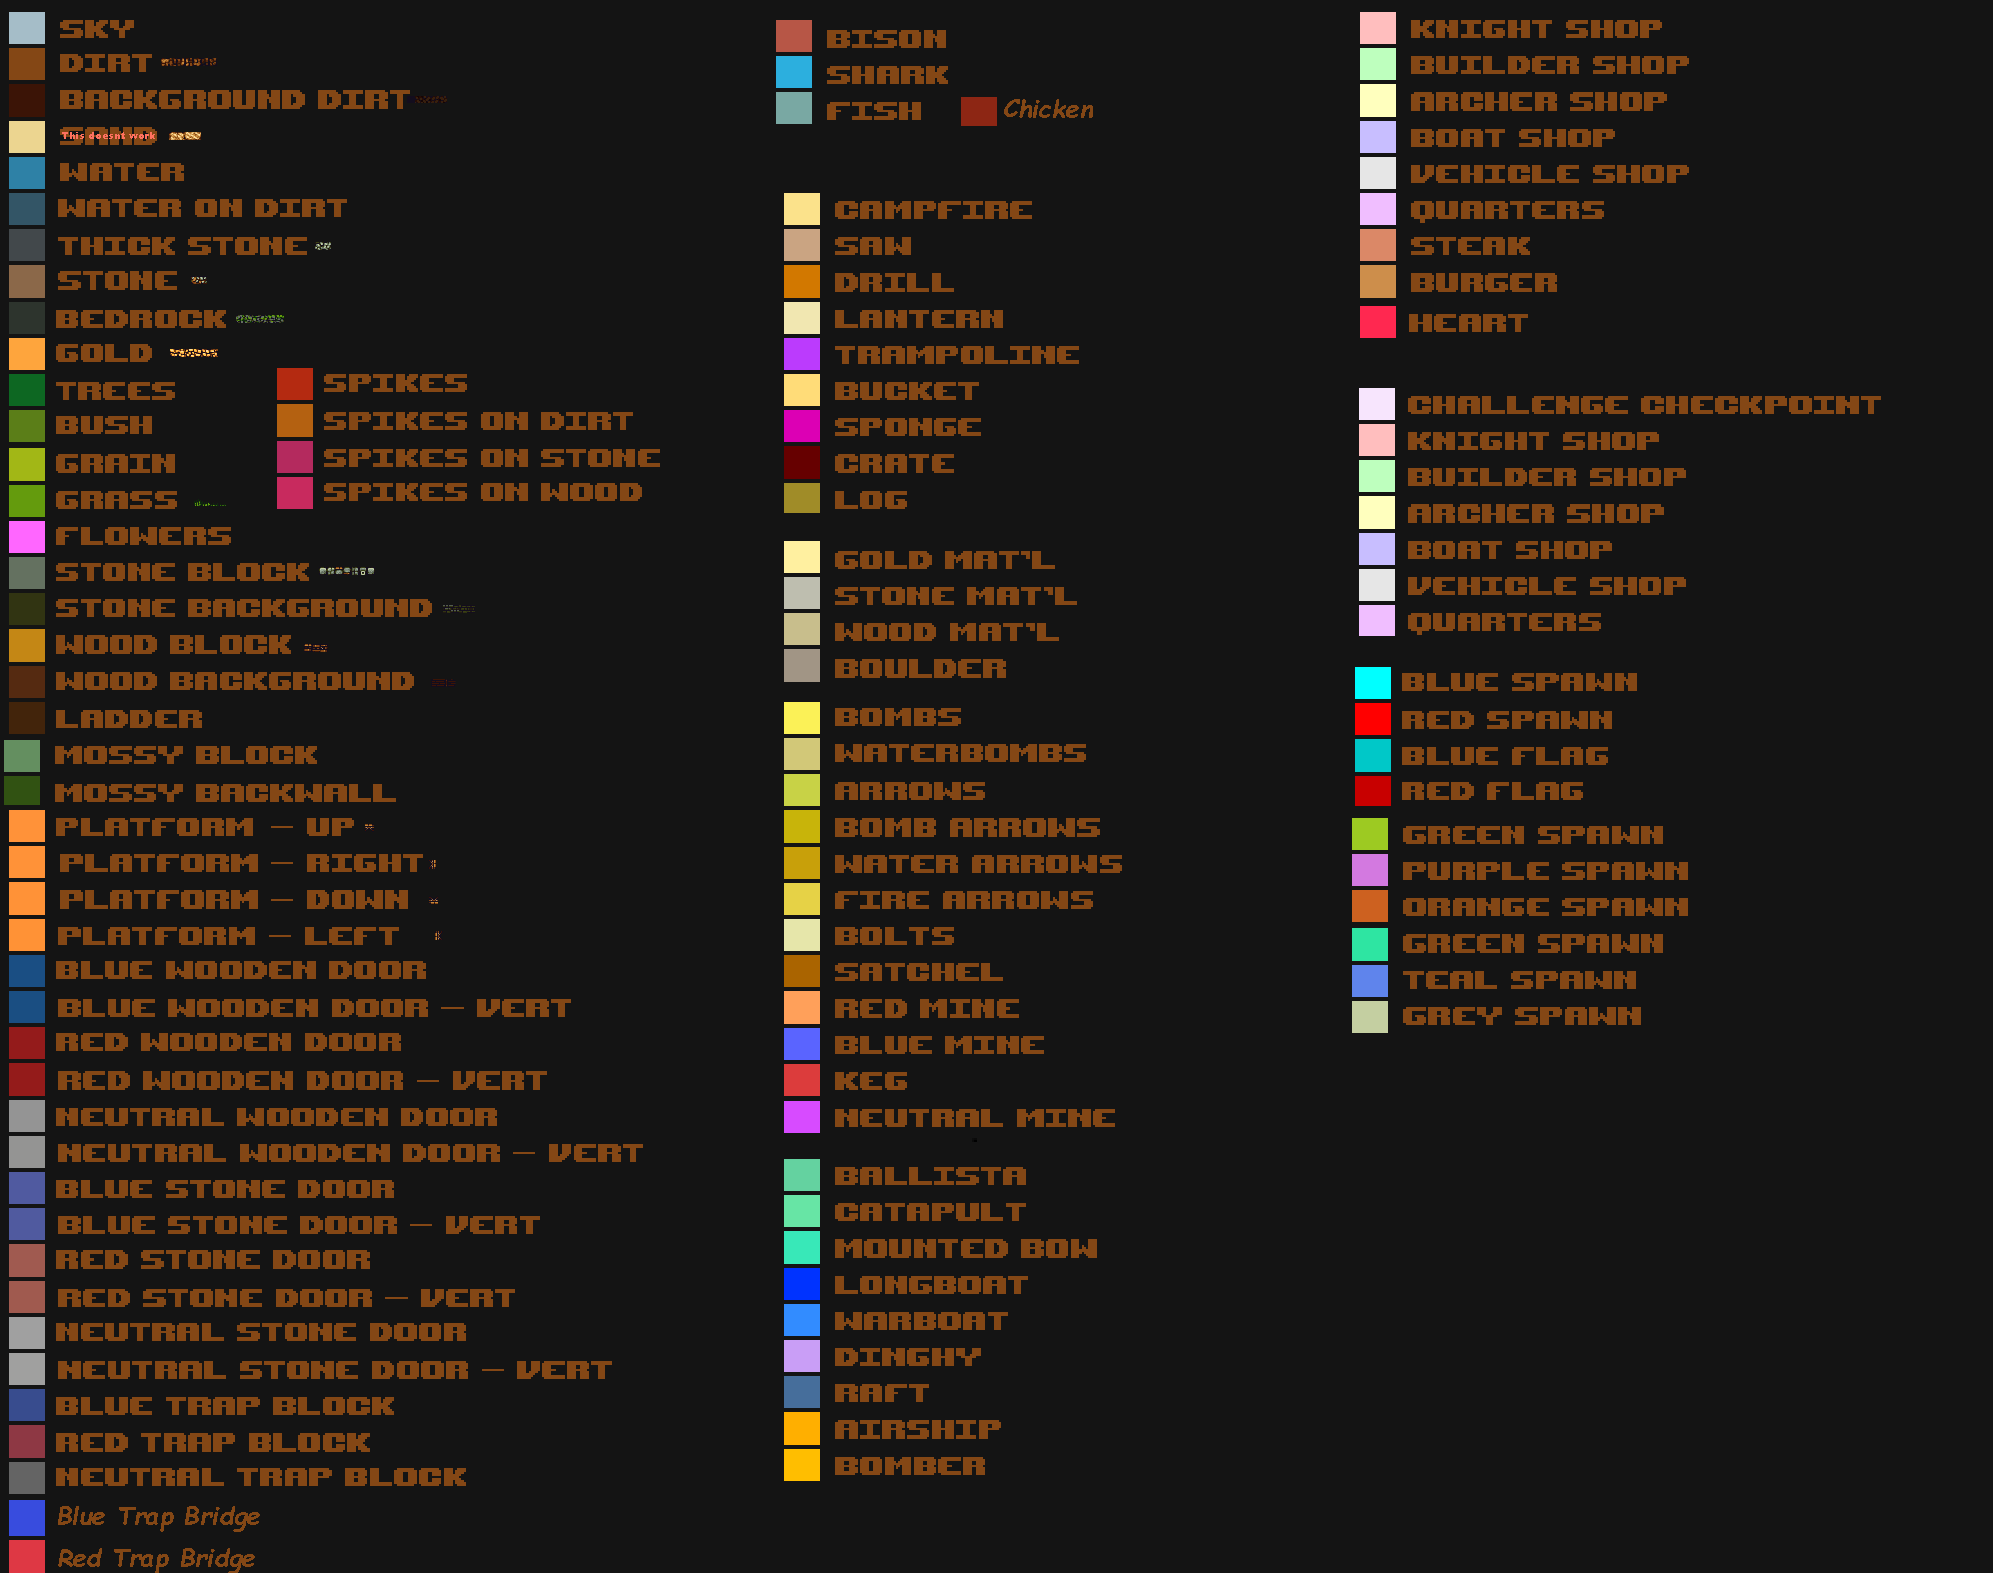 SKY
DIRT
BACKGROUND DIRT
SAND
This doesnt work
WATER
WATER ON DIRT
THICK STONE
STONE
BEDROCK
GOLD
TREES
BUSH
GRAIN
GRASS
FLOWERS
STONE BLOCK
STONE BACKGROUND
WOOD BLOCK
WOOD BACKGROUND
LADDER
MOSSY BLOCK
MOSSY BACKWALL
PLATFORM - UP
PLATFORM - RIGHT
PLATFORM - DOWN
PLATFORM - LEFT
BLUE WOODEN DOOR
BLUE WOODEN DOOR - VERT
RED WOODEN DOOR
RED WOODEN DOOR - VERT
NEUTRAL WOODEN DOOR
NEUTRAL WOODEN DOOR - VERT
BLUE STONE DOOR
BLUE STONE DOOR - VERT
RED STONE DOOR
RED STONE DOOR - VERT
NEUTRAL STONE DOOR
NEUTRAL STONE DOOR - VERT
BLUE TRAP BLOCK
RED TRAP BLOCK
NEUTRAL TRAP BLOCK
Blue Trap Bridge
Red Trap Bridge
SPIKES
SPIKES ON DIRT
SPIKES ON STONE
SPIKES ON WOOD
BISON
SHARK
FISH
Chicken
CAMPFIRE
SAW
DRILL
LANTERN
TRAMPOLINE
BUCKET
SPONGE
CRATE
LOG
GOLD MAT'L
STONE MAT'L
WOOD MAT'L
BOULDER
BOMBS
WATERBOMBS
ARROWS
BOMB ARROWS
WATER ARROWS
FIRE ARROWS
BOLTS
SATCHEL
RED MINE
BLUE MINE
KEG
NEUTRAL MINE
BALLISTA
CATAPULT
MOUNTED BOW
LONGBOAT
WARBOAT
DINGHY
RAFT
AIRSHIP
BOMBER
KNIGHT SHOP
BUILDER SHOP
ARCHER SHOP
BOAT SHOP
VEHICLE SHOP
QUARTERS
STEAK
BURGER
HEART
CHALLENGE CHECKPOINT
KNIGHT SHOP
BUILDER SHOP
ARCHER SHOP
BOAT SHOP
VEHICLE SHOP
QUARTERS
BLUE SPAWN
RED SPAWN
BLUE FLAG
RED FLAG
GREEN SPAWN
PURPLE SPAWN
ORANGE SPAWN
GREEN SPAWN
TEAL SPAWN
GREY SPAWN